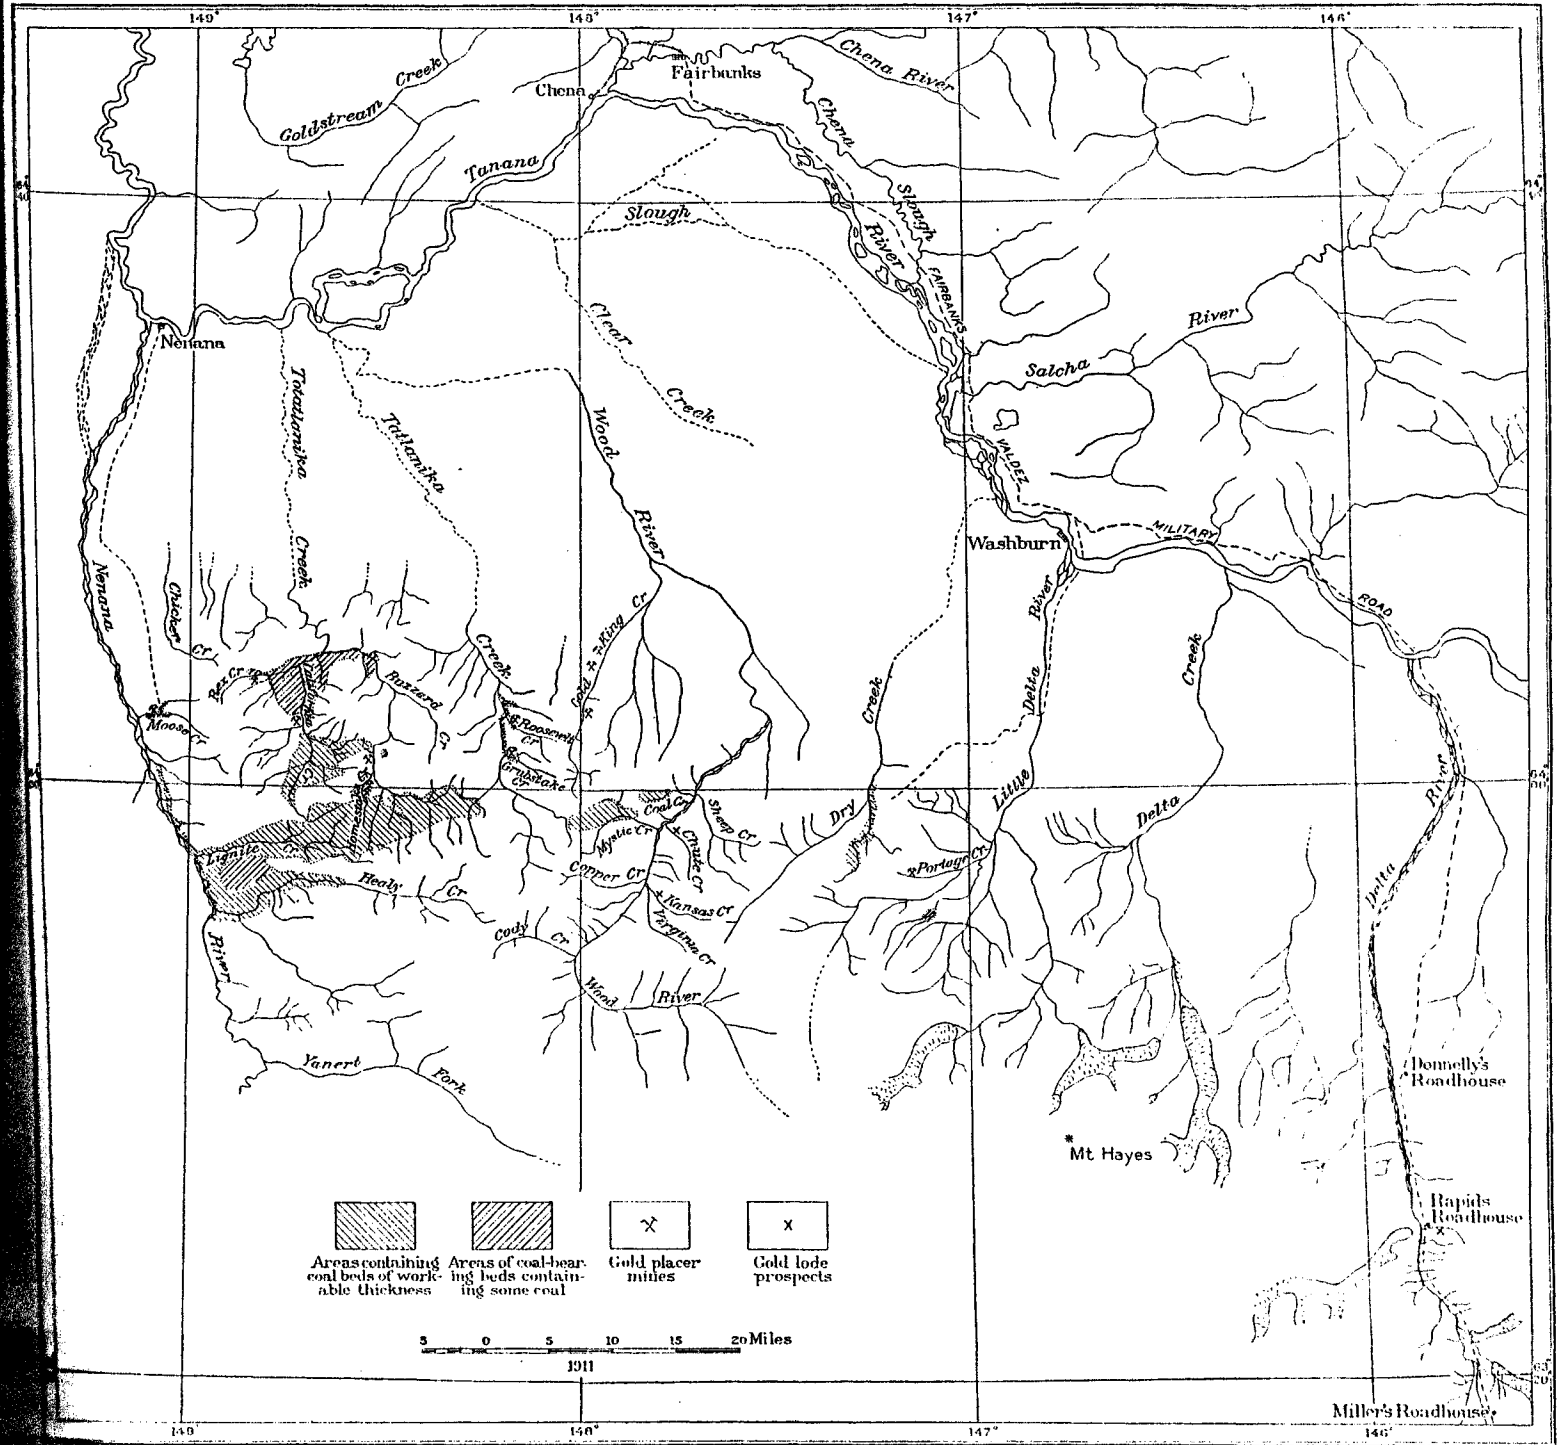 149°
148°
147°
146°
Fairbanks
Chena
Chena River
Goldstream Creek
Chena Slough
Tanana River
Slough
FAIRBANKS
Nenana
Clear Creek
Salcha River
Totatlanika Creek
Tatlanika Creek
Wood River
VALDEZ
Washburn
MILITARY ROAD
Nenana River
Chicken Cr
Rex Cr
Buzzard Cr
Moose Cr
Gold King Cr
Roosevelt Cr
Grubstake Cr
Lignite Cr
Healy Cr
Mystic Cr
Coal Cr
Sheep Cr
Chute Cr
Copper Cr
Kansas Cr
Virginia Cr
Cody Cr
Wood River
Dry Creek
Little Delta River
Delta Creek
Portage Cr
Delta River
Yanert Fork
Donnelly's
Roadhouse
Mt Hayes
Rapids
Roadhouse
Areas containing
coal beds of work-
able thickness
Areas of coal-bear-
ing beds contain-
ing some coal
Gold placer
mines
Gold lode
prospects
5 0 5 10 15 20 Miles
1911
Miller's Roadhouse
148°
147°
146°